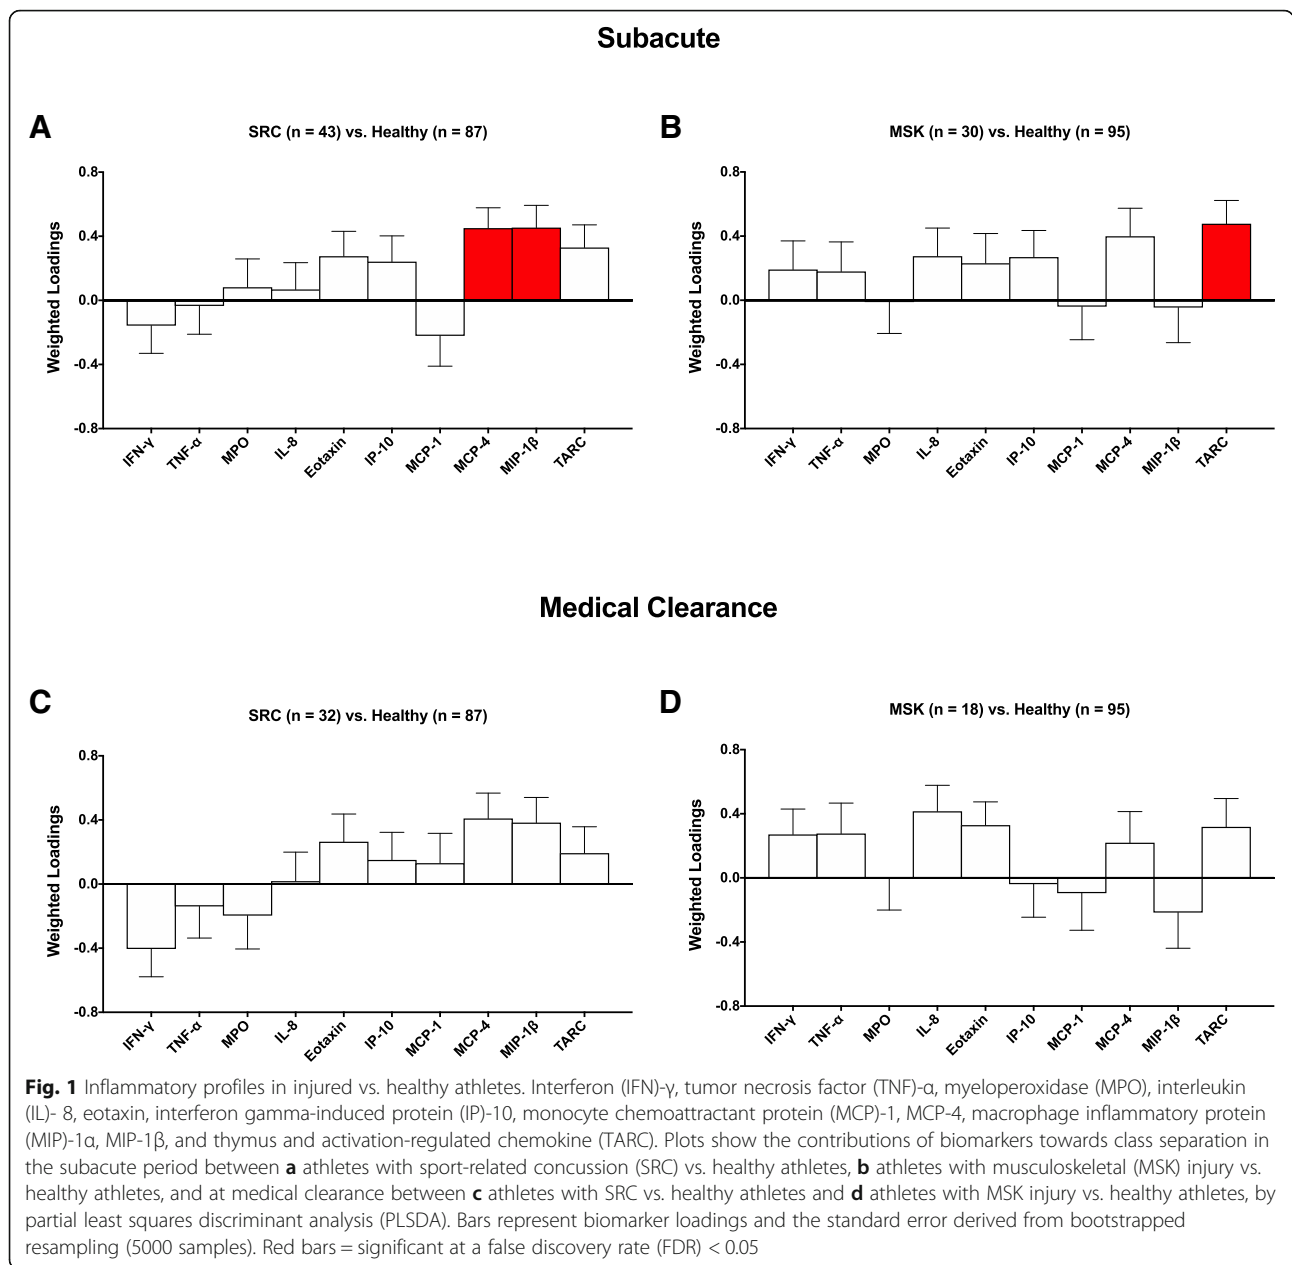 Subacute
A
SRC (n = 43) vs. Healthy (n = 87)
Weighted Loadings
0.8
0.4
0.0
-0.4
-0.8
IFN-γ
TNF-α
MPO
IL-8
Eotaxin
IP-10
MCP-1
MCP-4
MIP-1β
TARC
B
MSK (n = 30) vs. Healthy (n = 95)
Weighted Loadings
0.8
0.4
0.0
-0.4
-0.8
IFN-γ
TNF-α
MPO
IL-8
Eotaxin
IP-10
MCP-1
MCP-4
MIP-1β
TARC
Medical Clearance
C
SRC (n = 32) vs. Healthy (n = 87)
Weighted Loadings
0.8
0.4
0.0
-0.4
-0.8
IFN-γ
TNF-α
MPO
IL-8
Eotaxin
IP-10
MCP-1
MCP-4
MIP-1β
TARC
D
MSK (n = 18) vs. Healthy (n = 95)
Weighted Loadings
0.8
0.4
0.0
-0.4
-0.8
IFN-γ
TNF-α
MPO
IL-8
Eotaxin
IP-10
MCP-1
MCP-4
MIP-1β
TARC
Fig. 1 Inflammatory profiles in injured vs. healthy athletes. Interferon (IFN)-γ, tumor necrosis factor (TNF)-α, myeloperoxidase (MPO), interleukin
(IL)- 8, eotaxin, interferon gamma-induced protein (IP)-10, monocyte chemoattractant protein (MCP)-1, MCP-4, macrophage inflammatory protein
(MIP)-1α, MIP-1β, and thymus and activation-regulated chemokine (TARC). Plots show the contributions of biomarkers towards class separation in
the subacute period between a athletes with sport-related concussion (SRC) vs. healthy athletes, b athletes with musculoskeletal (MSK) injury vs.
healthy athletes, and at medical clearance between c athletes with SRC vs. healthy athletes and d athletes with MSK injury vs. healthy athletes, by
partial least squares discriminant analysis (PLSDA). Bars represent biomarker loadings and the standard error derived from bootstrapped
resampling (5000 samples). Red bars = significant at a false discovery rate (FDR) < 0.05